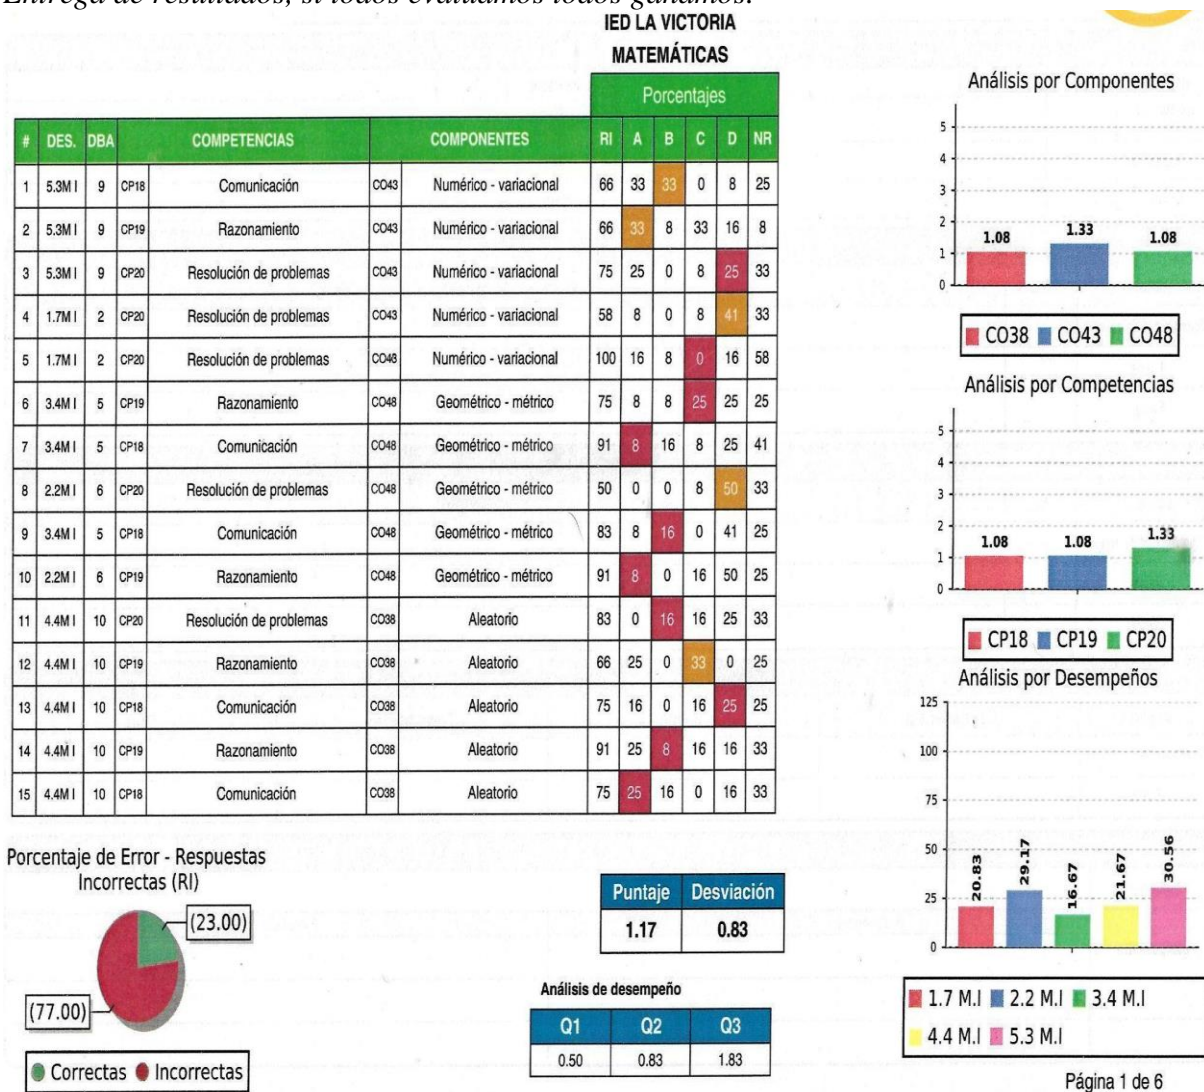 Entrega de resultados, si todos evaluamos todos ganamos.
IED LA VICTORIA
MATEMÁTICAS
Porcentajes
# DES. DBA COMPETENCIAS COMPONENTES RI A B C D NR
1 5.3M I 9 CP18 Comunicación CO43 Numérico - variacional 66 33 33 0 8 25
2 5.3M I 9 CP19 Razonamiento CO43 Numérico - variacional 66 33 8 33 16 8
3 5.3M I 9 CP20 Resolución de problemas CO43 Numérico - variacional 75 25 0 8 25 33
4 1.7M I 2 CP20 Resolución de problemas CO43 Numérico - variacional 58 8 0 8 41 33
5 1.7M I 2 CP20 Resolución de problemas CO48 Numérico - variacional 100 16 8 0 16 58
6 3.4M I 5 CP19 Razonamiento CO48 Geométrico - métrico 75 8 8 25 25 25
7 3.4M I 5 CP18 Comunicación CO48 Geométrico - métrico 91 8 16 8 25 41
8 2.2M I 6 CP20 Resolución de problemas CO48 Geométrico - métrico 50 0 0 8 50 33
9 3.4M I 5 CP18 Comunicación CO48 Geométrico - métrico 83 8 16 0 41 25
10 2.2M I 6 CP19 Razonamiento CO48 Geométrico - métrico 91 8 0 16 50 25
11 4.4M I 10 CP20 Resolución de problemas CO38 Aleatorio 83 0 16 16 25 33
12 4.4M I 10 CP19 Razonamiento CO38 Aleatorio 66 25 0 33 0 25
13 4.4M I 10 CP18 Comunicación CO38 Aleatorio 75 16 0 16 25 25
14 4.4M I 10 CP19 Razonamiento CO38 Aleatorio 91 25 8 16 16 33
15 4.4M I 10 CP18 Comunicación CO38 Aleatorio 75 25 16 0 16 33
Análisis por Componentes
5
4
3
2
1
0
1.08 1.33 1.08
CO38 CO43 CO48
Análisis por Competencias
5
4
3
2
1
0
1.08 1.08 1.33
CP18 CP19 CP20
Análisis por Desempeños
125
100
75
50
25
0
20.83 29.17 16.67 21.67 30.56
1.7 M.I 2.2 M.I 3.4 M.I
4.4 M.I 5.3 M.I
Porcentaje de Error - Respuestas
Incorrectas (RI)
(23.00)
(77.00)
Correctas Incorrectas
Puntaje Desviación
1.17 0.83
Análisis de desempeño
Q1 Q2 Q3
0.50 0.83 1.83
Página 1 de 6